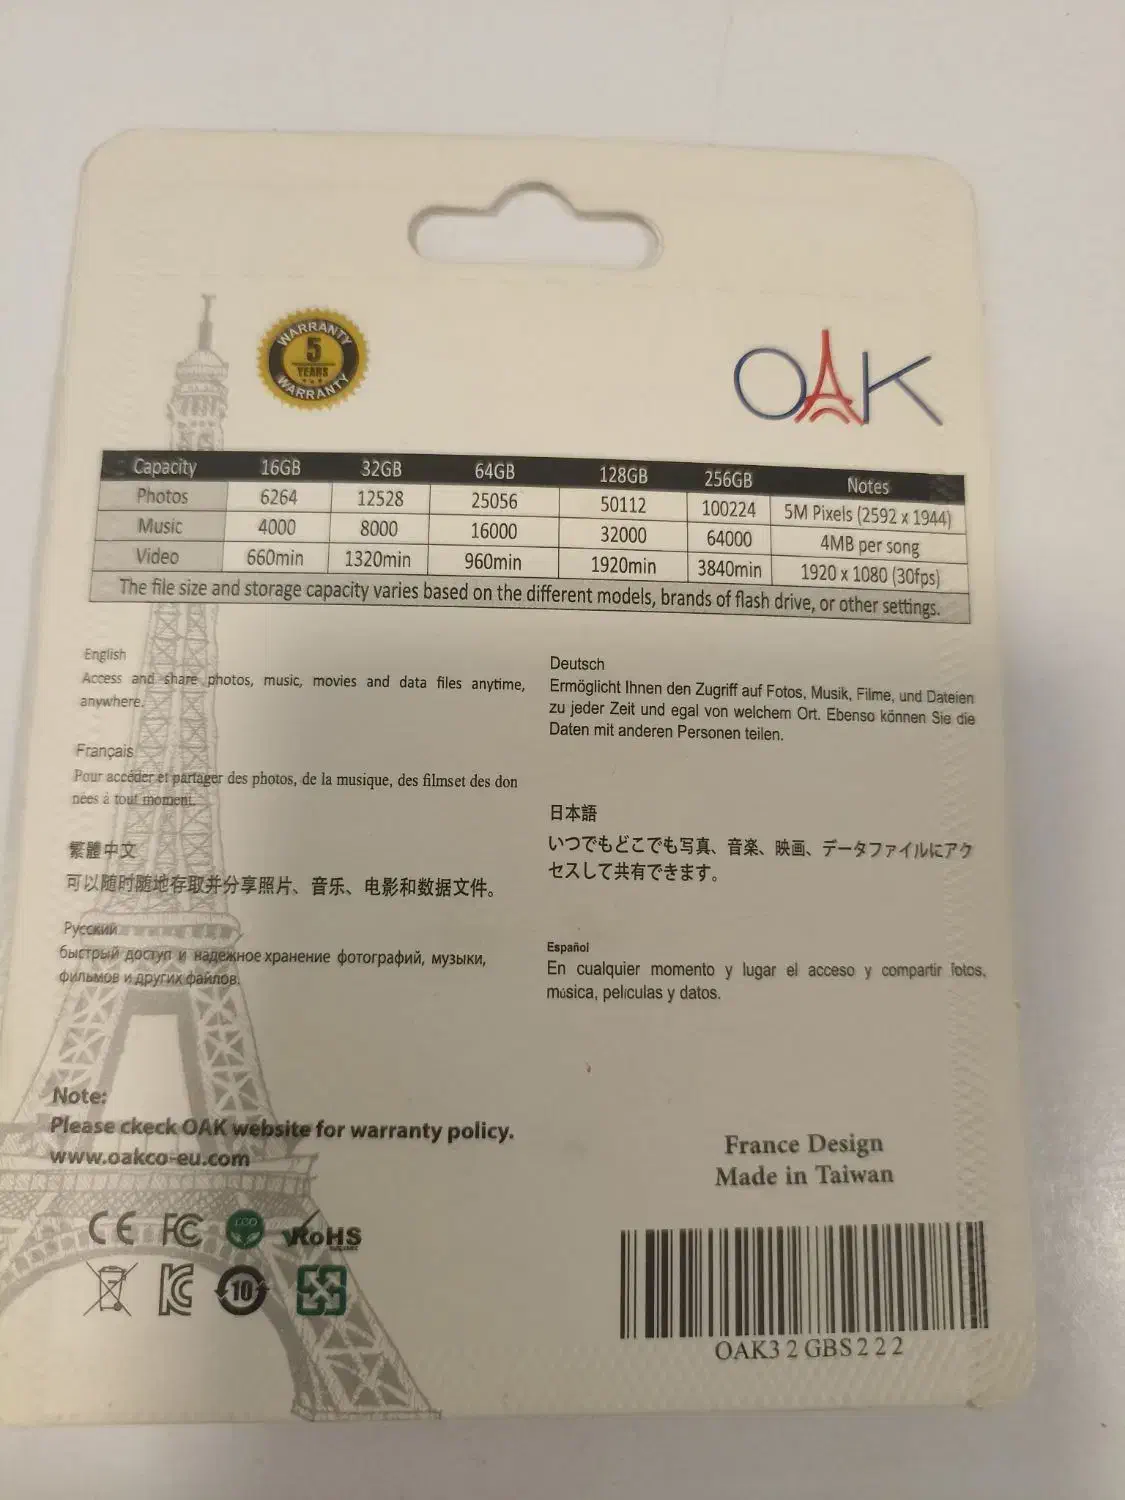 WARRANTY
5
YEARS
WARRANTY
OAK
Capacity 16GB 32GB 64GB 128GB 256GB Notes
Photos 6264 12528 25056 50112 100224 5M Pixels (2592 x 1944)
Music 4000 8000 16000 32000 64000 4MB per song
Video 660min 1320min 960min 1920min 3840min 1920 x 1080 (30fps)
The file size and storage capacity varies based on the different models, brands of flash drive, or other settings.
English
Access and share photos, music, movies and data files anytime,
anywhere.
Français
Pour accéder et partager des photos, de la musique, des filmset des don
nées à tout moment.
繁體中文
可以随时随地存取并分享照片、音乐、电影和数据文件。
Русский
быстрый доступ и надежное хранение фотографий, музыки,
фильмов и других файлов.
Deutsch
Ermöglicht Ihnen den Zugriff auf Fotos, Musik, Filme, und Dateien
zu jeder Zeit und egal von welchem Ort. Ebenso können Sie die
Daten mit anderen Personen teilen.
日本語
いつでもどこでも写真、音楽、映画、データファイルにアク
セスして共有できます。
Español
En cualquier momento y lugar el acceso y compartir fotos,
música, películas y datos.
Note:
Please ckeck OAK website for warranty policy.
www.oakco-eu.com
CE FC ECO RoHS
10
France Design
Made in Taiwan
OAK32GBS222